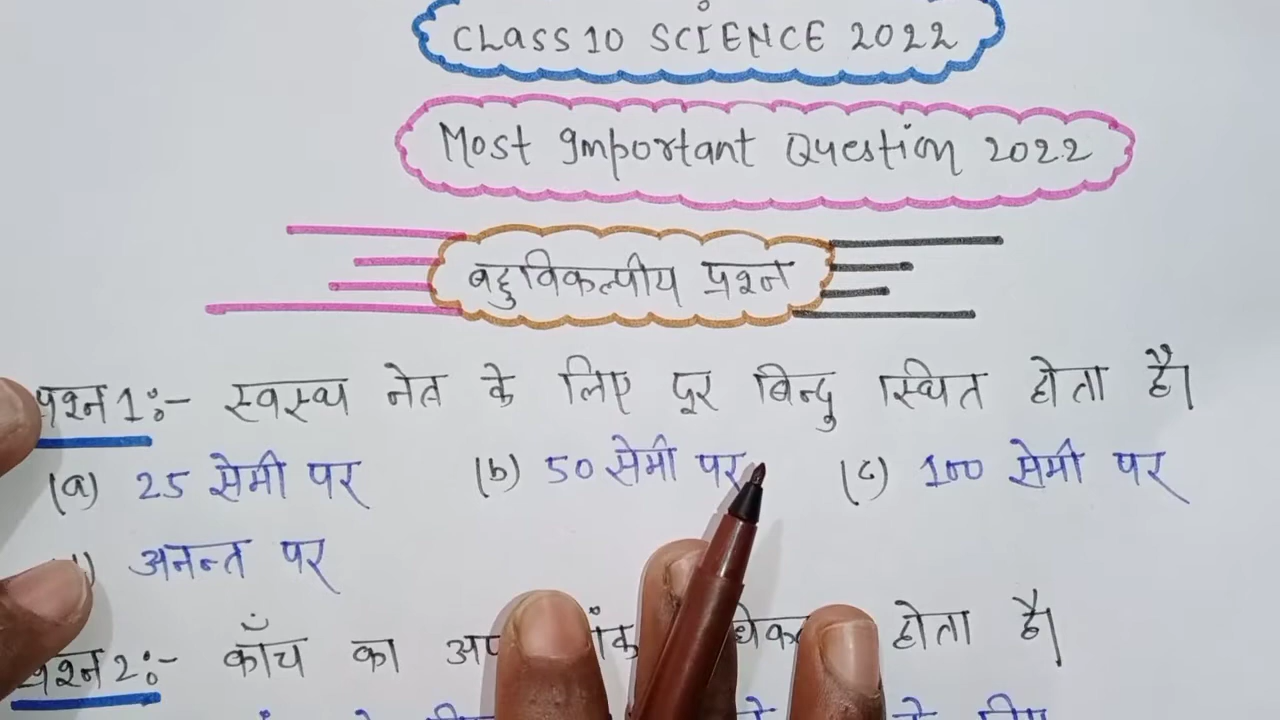 CLass 10 SCIENCE 2022
Most Important Question 2022
बहुविकल्पीय प्रश्न
प्रश्न 1:- स्वस्थ नेत्र के लिए दूर बिन्दु स्थित होता है।
(a) 25 सेमी पर (b) 50 सेमी पर (c) 100 सेमी पर
अनन्त पर
प्रश्न 2:- काँच का होता है।